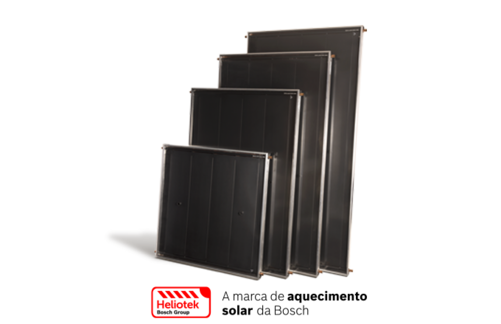 Heliotek
Bosch Group
A marca de aquecimento
solar da Bosch